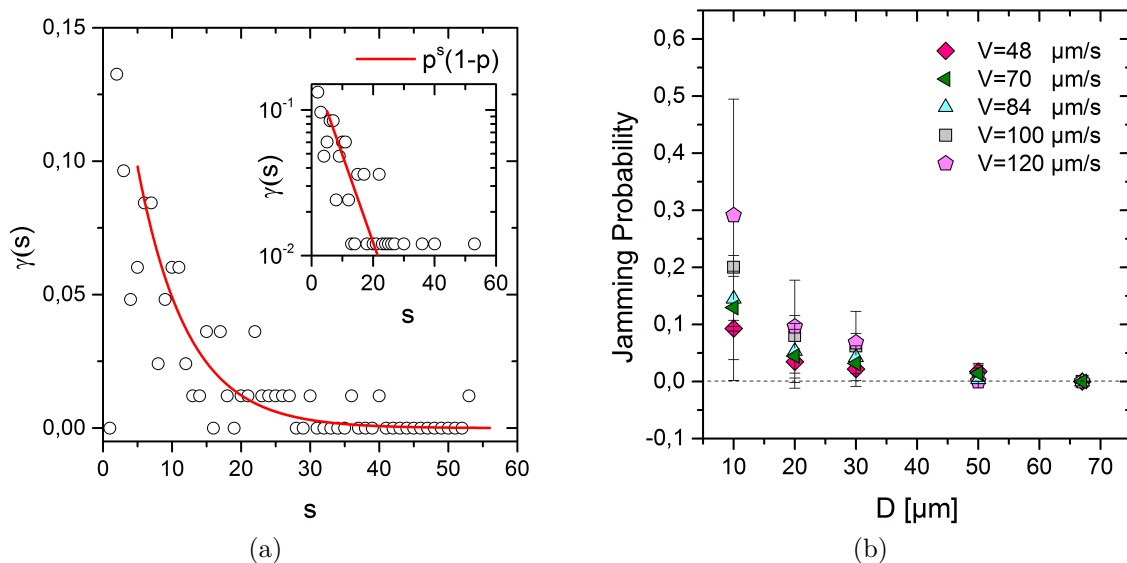 0,15
0,10
0,05
0,00
γ(s)
0 10 20 30 40 50 60
s
p^s(1-p)
10^-1
10^-2
γ(s)
0 20 40 60
s
(a)
0,6
0,5
0,4
0,3
0,2
0,1
0,0
-0,1
Jamming Probability
V=48 μm/s
V=70 μm/s
V=84 μm/s
V=100 μm/s
V=120 μm/s
10 20 30 40 50 60 70
D [μm]
(b)